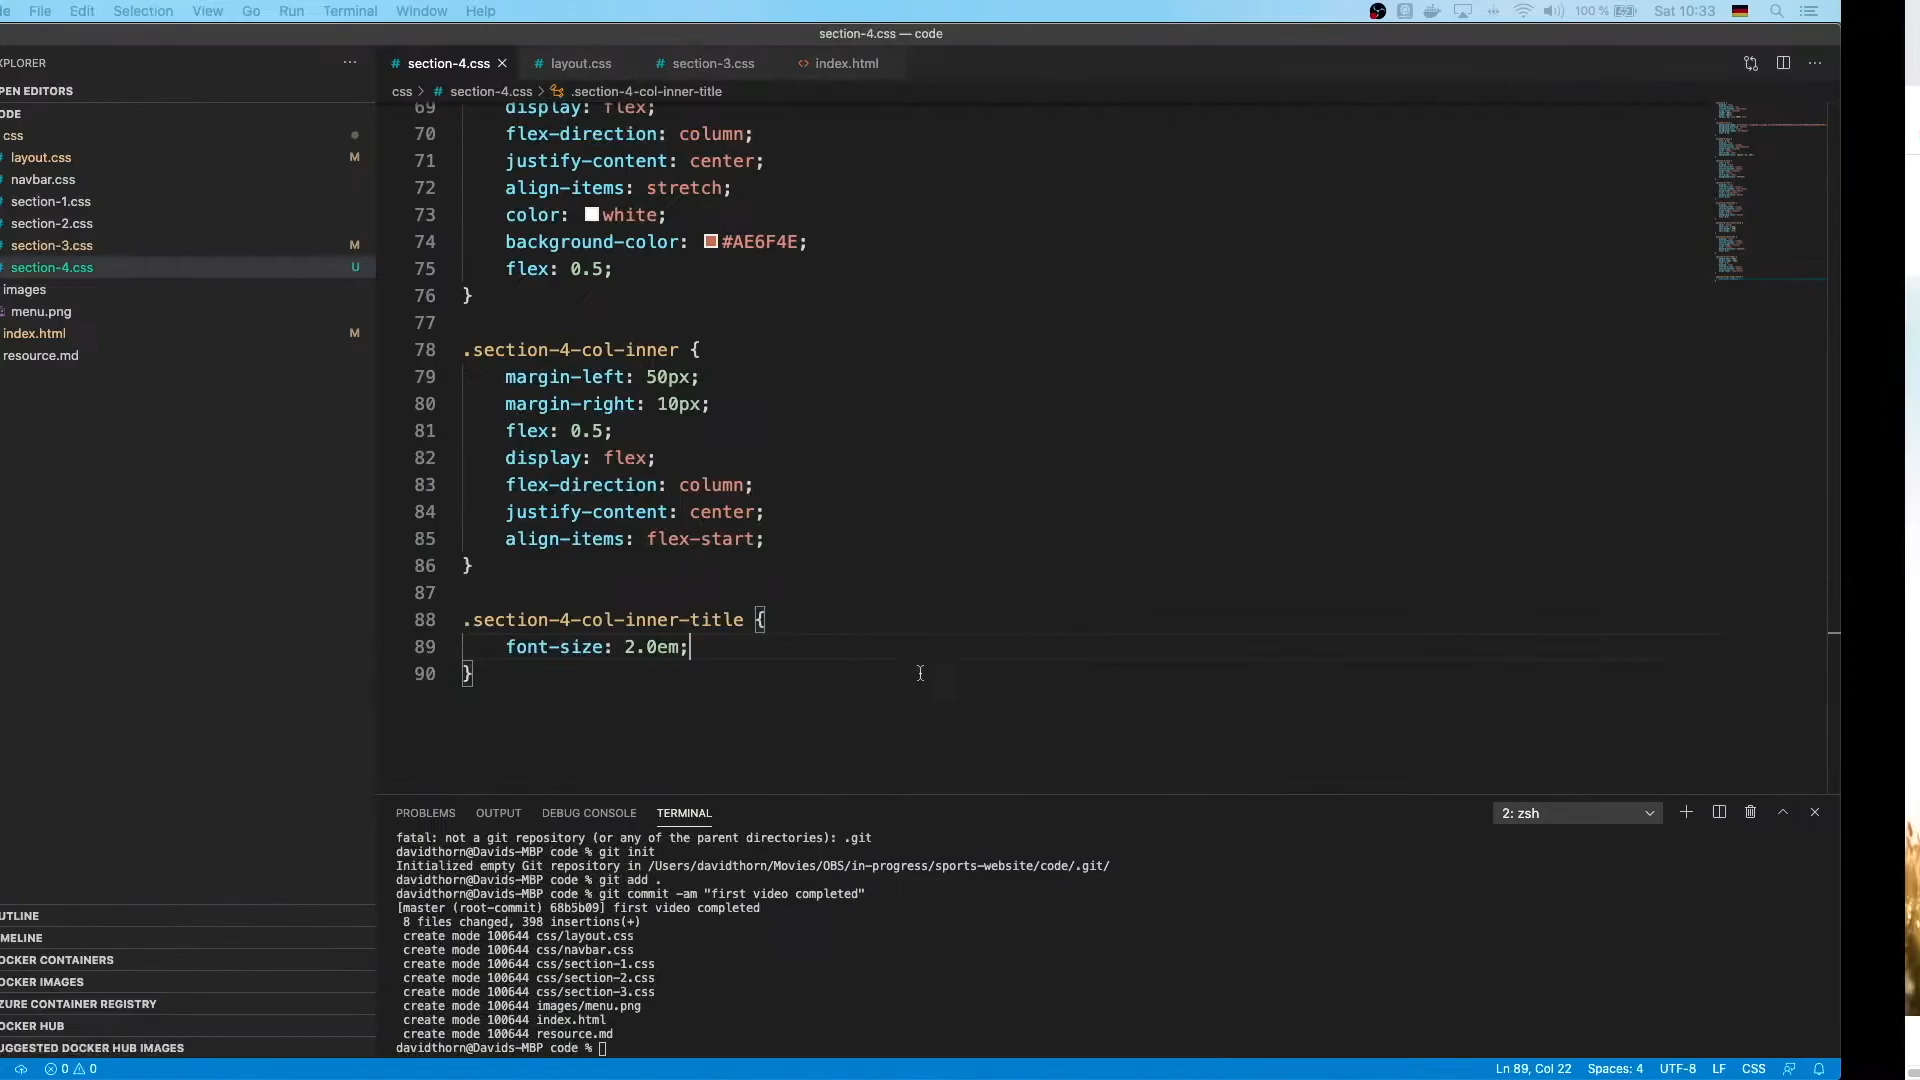 de File Edit Selection View Go Run Terminal Window Help 100 % Sat 10:33
section-4.css — code
XPLORER
PEN EDITORS
ODE
css
layout.css M
navbar.css
section-1.css
section-2.css
section-3.css M
section-4.css U
images
menu.png
index.html M
resource.md
UTLINE
IMELINE
OCKER CONTAINERS
OCKER IMAGES
ZURE CONTAINER REGISTRY
OCKER HUB
UGGESTED DOCKER HUB IMAGES
# section-4.css # layout.css # section-3.css <> index.html
css > # section-4.css > .section-4-col-inner-title
69 display: flex;
70 flex-direction: column;
71 justify-content: center;
72 align-items: stretch;
73 color: white;
74 background-color: #AE6F4E;
75 flex: 0.5;
76 }
77
78 .section-4-col-inner {
79 margin-left: 50px;
80 margin-right: 10px;
81 flex: 0.5;
82 display: flex;
83 flex-direction: column;
84 justify-content: center;
85 align-items: flex-start;
86 }
87
88 .section-4-col-inner-title {
89 font-size: 2.0em;
90 }
PROBLEMS OUTPUT DEBUG CONSOLE TERMINAL 2: zsh
fatal: not a git repository (or any of the parent directories): .git
davidthorn@Davids-MBP code % git init
Initialized empty Git repository in /Users/davidthorn/Movies/OBS/in-progress/sports-website/code/.git/
davidthorn@Davids-MBP code % git add .
davidthorn@Davids-MBP code % git commit -am "first video completed"
[master (root-commit) 68b5b09] first video completed
8 files changed, 398 insertions(+)
create mode 100644 css/layout.css
create mode 100644 css/navbar.css
create mode 100644 css/section-1.css
create mode 100644 css/section-2.css
create mode 100644 css/section-3.css
create mode 100644 images/menu.png
create mode 100644 index.html
create mode 100644 resource.md
davidthorn@Davids-MBP code %
0 0 Ln 89, Col 22 Spaces: 4 UTF-8 LF CSS